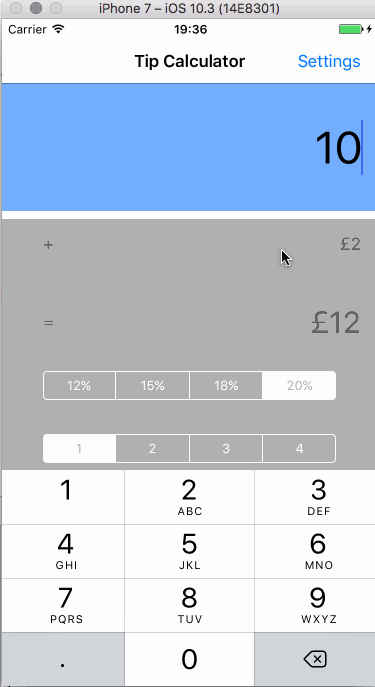 iPhone 7 – iOS 10.3 (14E8301)
Carrier 19:36
Tip Calculator Settings
10
+ £2
= £12
12% 15% 18% 20%
1 2 3 4
1 2 3
ABC DEF
4 5 6
GHI JKL MNO
7 8 9
PQRS TUV WXYZ
. 0